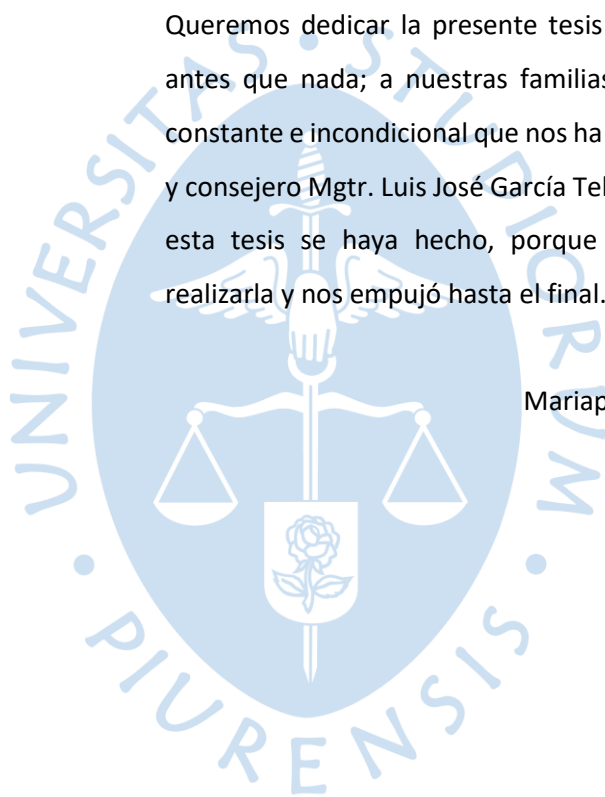 Queremos dedicar la presente tesis
antes que nada; a nuestras familias
constante e incondicional que nos ha
y consejero Mgtr. Luis José García Tel
esta tesis se haya hecho, porque
realizarla y nos empujó hasta el final.
Mariap
UNIVERSITAS • STUDIORUM • PIURENSIS